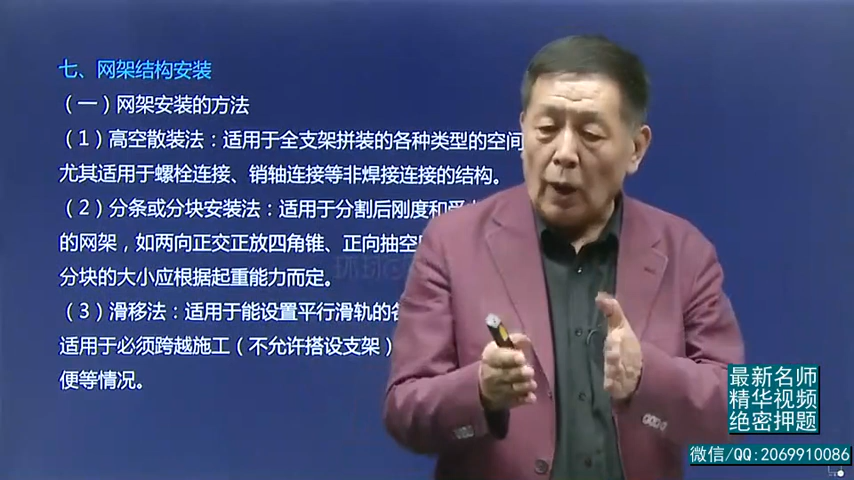 七、网架结构安装
（一）网架安装的方法
（1）高空散装法：适用于全支架拼装的各种类型的空间
尤其适用于螺栓连接、销轴连接等非焊接连接的结构。
（2）分条或分块安装法：适用于分割后刚度和受
的网架，如两向正交正放四角锥、正向抽空
分块的大小应根据起重能力而定。
（3）滑移法：适用于能设置平行滑轨的各
适用于必须跨越施工（不允许搭设支架）
便等情况。
最新名师
精华视频
绝密押题
微信/QQ:2069910086